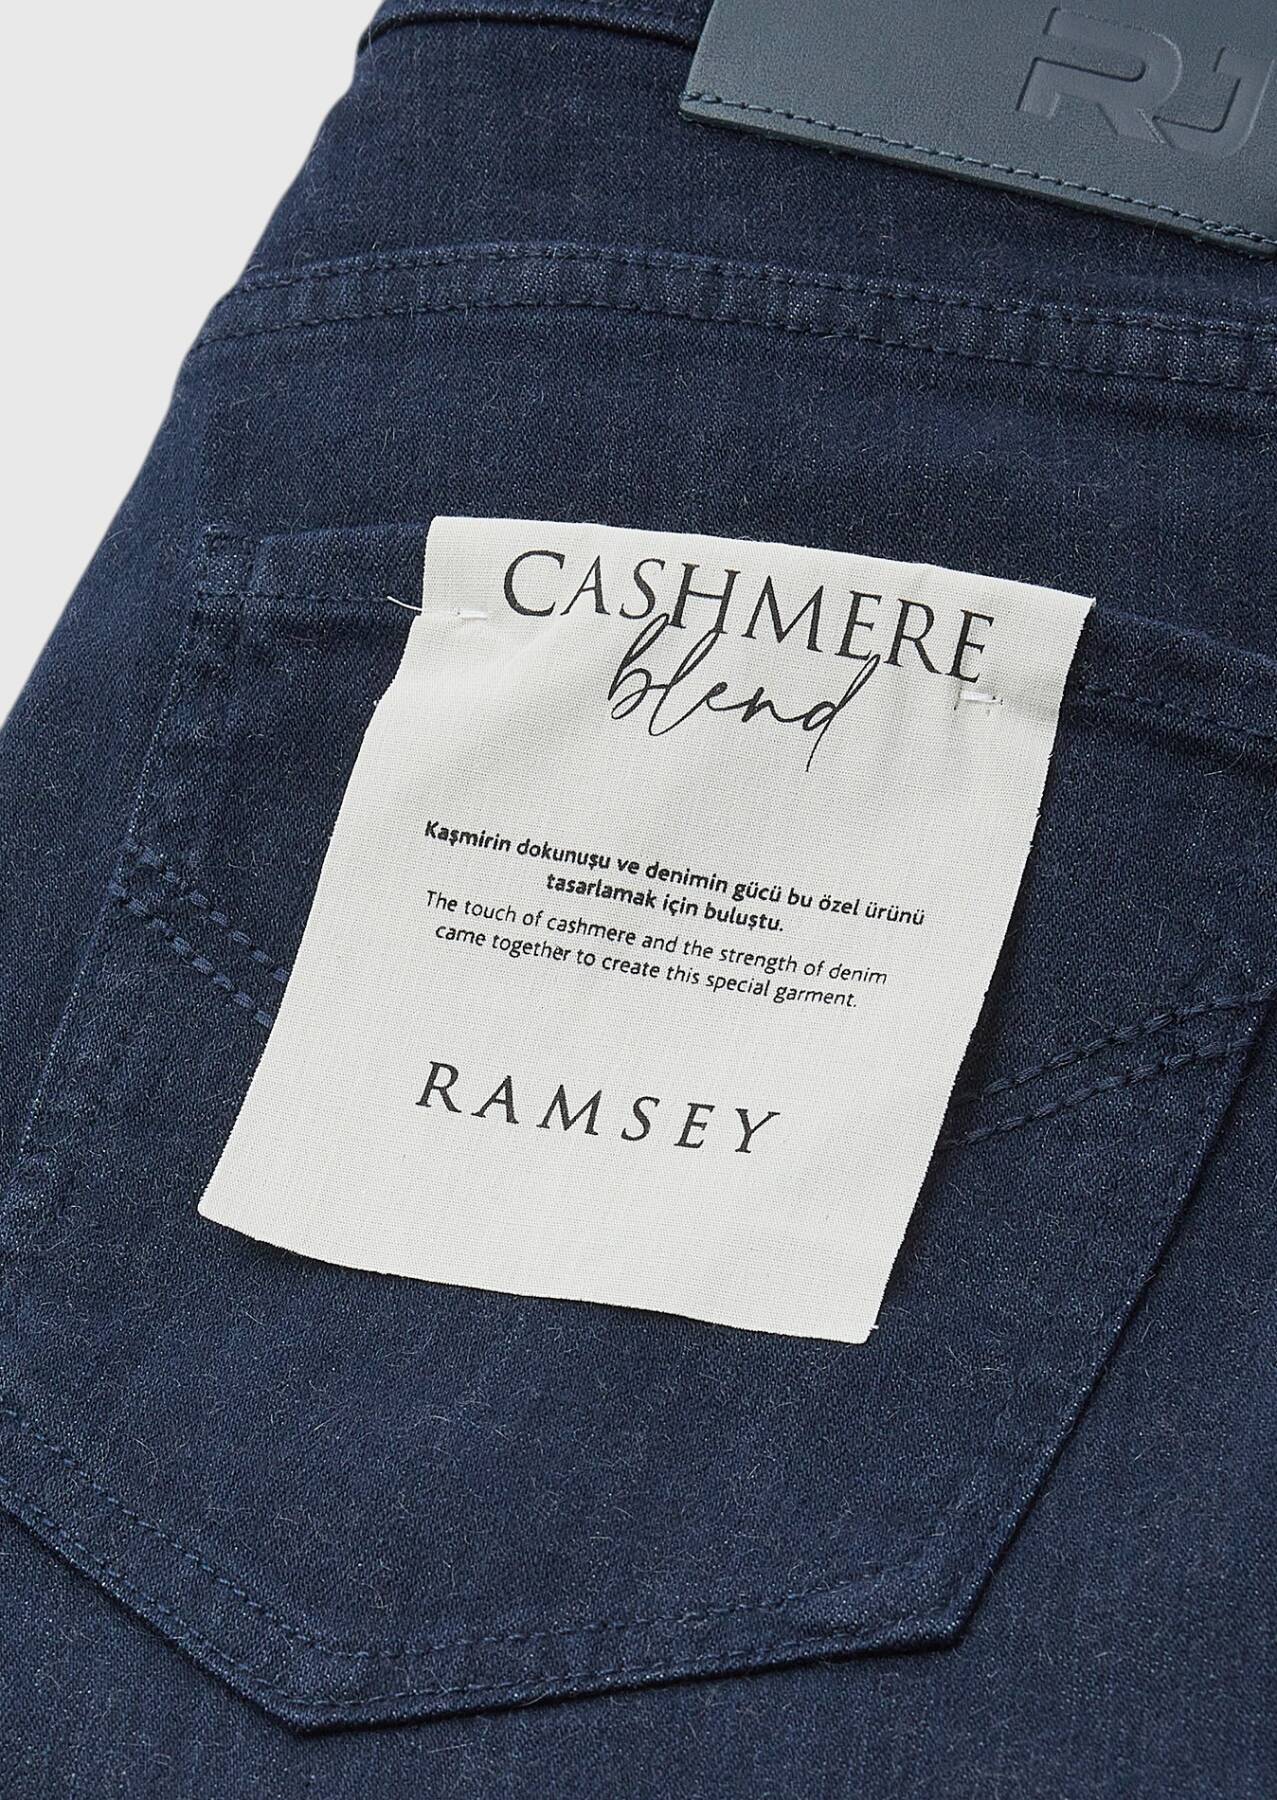 RJ
CASHMERE
blend
Kaşmirin dokunuşu ve denimin gücü bu özel ürünü
tasarlamak için buluştu.
The touch of cashmere and the strength of denim
came together to create this special garment.
RAMSEY